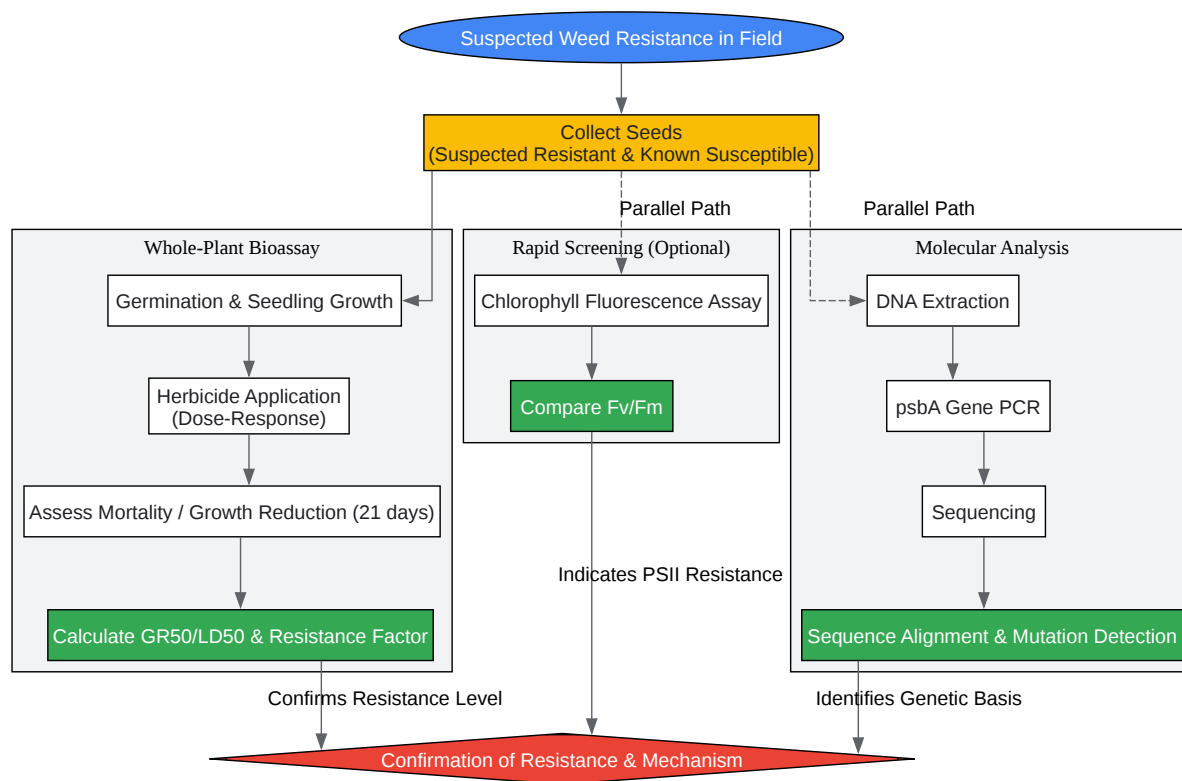 Suspected Weed Resistance in Field
Collect Seeds
(Suspected Resistant & Known Susceptible)
Parallel Path
Parallel Path
Whole-Plant Bioassay
Germination & Seedling Growth
Herbicide Application
(Dose-Response)
Assess Mortality / Growth Reduction (21 days)
Calculate GR50/LD50 & Resistance Factor
Confirms Resistance Level
Rapid Screening (Optional)
Chlorophyll Fluorescence Assay
Compare Fv/Fm
Indicates PSII Resistance
Molecular Analysis
DNA Extraction
psbA Gene PCR
Sequencing
Sequence Alignment & Mutation Detection
Identifies Genetic Basis
Confirmation of Resistance & Mechanism